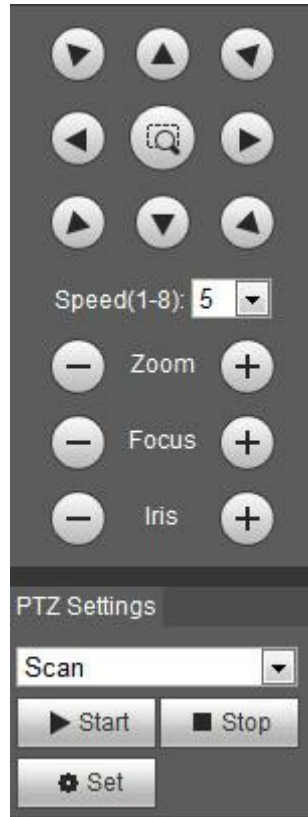 Speed(1-8): 5
Zoom
Focus
Iris
PTZ Settings
Scan
Start Stop
Set